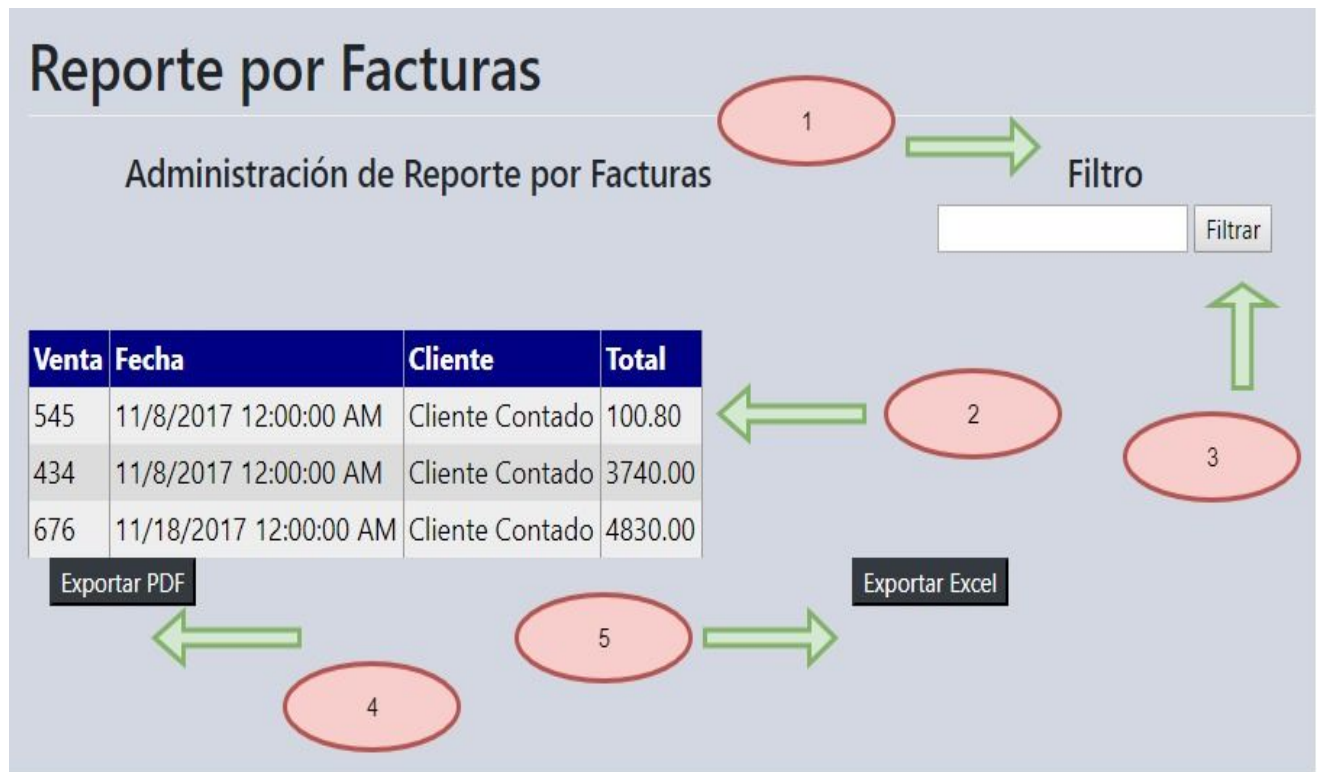 Reporte por Facturas
1
Administración de Reporte por Facturas
Filtro
Filtrar
Venta Fecha Cliente Total
545 11/8/2017 12:00:00 AM Cliente Contado 100.80
2
434 11/8/2017 12:00:00 AM Cliente Contado 3740.00
3
676 11/18/2017 12:00:00 AM Cliente Contado 4830.00
Exportar PDF
Exportar Excel
5
4